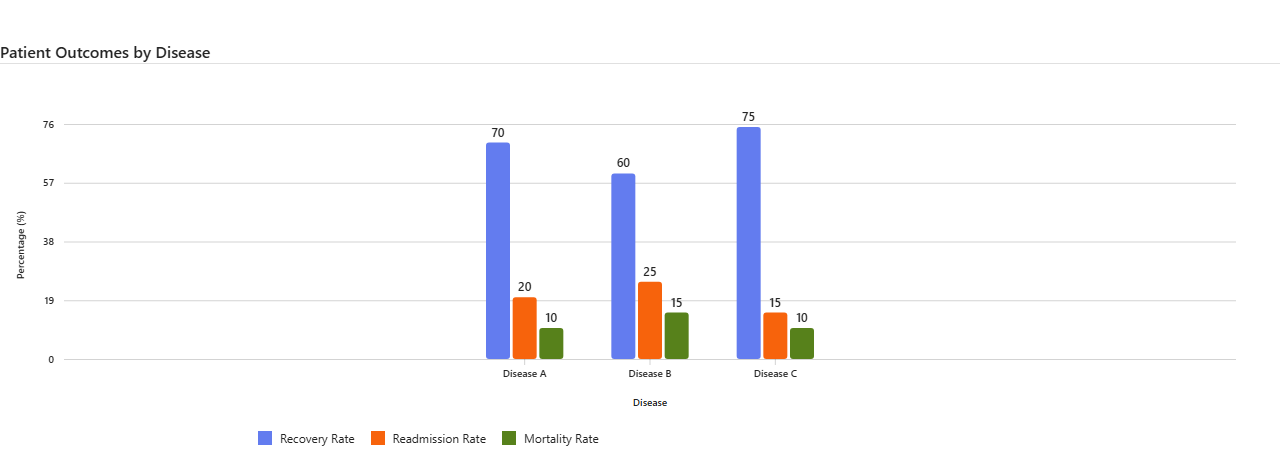 Patient Outcomes by Disease
75
76
70
60
57
Percentage (%)
38
25
20
19
15
15
10
10
0
Disease A
Disease B
Disease C
Disease
Recovery Rate
Readmission Rate
Mortality Rate